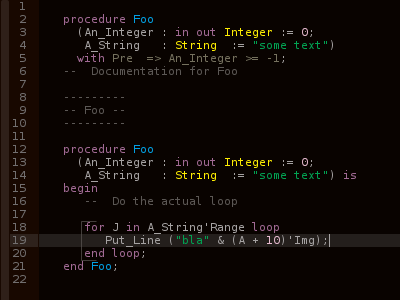 1
2 procedure Foo
3 (An_Integer : in out Integer := 0;
4 A_String : String := "some text")
5 with Pre => An_Integer >= -1;
6 -- Documentation for Foo
7
8 ---------
9 -- Foo --
10 ---------
11
12 procedure Foo
13 (An_Integer : in out Integer := 0;
14 A_String : String := "some text") is
15 begin
16 -- Do the actual loop
17
18 for J in A_String'Range loop
19 Put_Line ("bla" & (A + 10)'Img);
20 end loop;
21 end Foo;
22